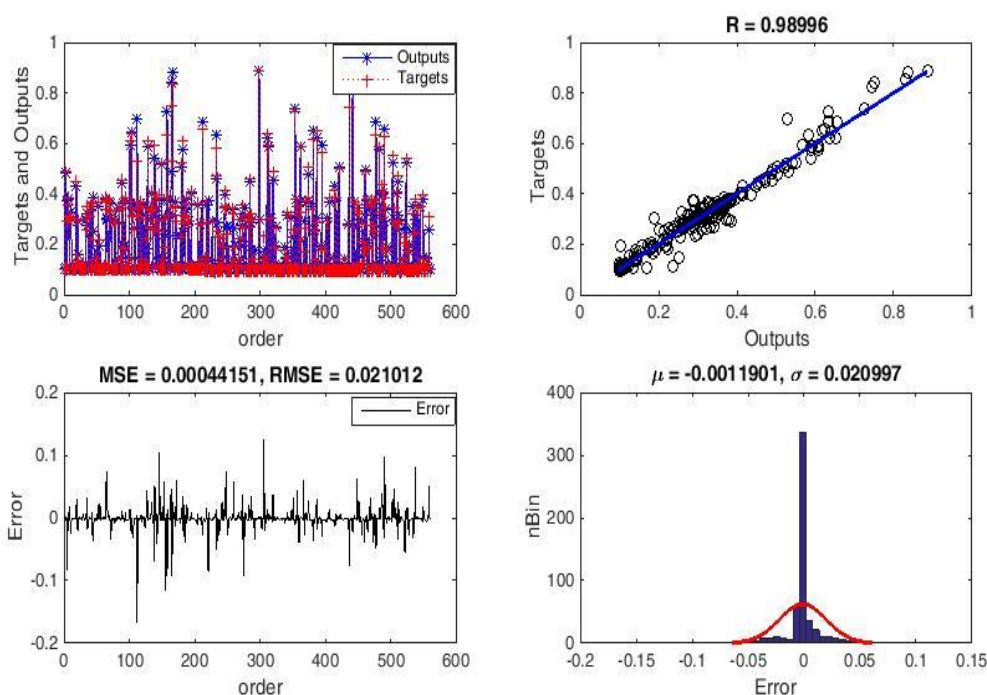 Outputs
Targets
Targets and Outputs
1
0.8
0.6
0.4
0.2
0
0 100 200 300 400 500 600
order
R = 0.98996
Targets
1
0.8
0.6
0.4
0.2
0
0 0.2 0.4 0.6 0.8 1
Outputs
MSE = 0.00044151, RMSE = 0.021012
Error
Error
0.2
0.1
0
-0.1
-0.2
0 100 200 300 400 500 600
order
μ = -0.0011901, σ = 0.020997
nBin
400
300
200
100
0
-0.2 -0.15 -0.1 -0.05 0 0.05 0.1 0.15
Error